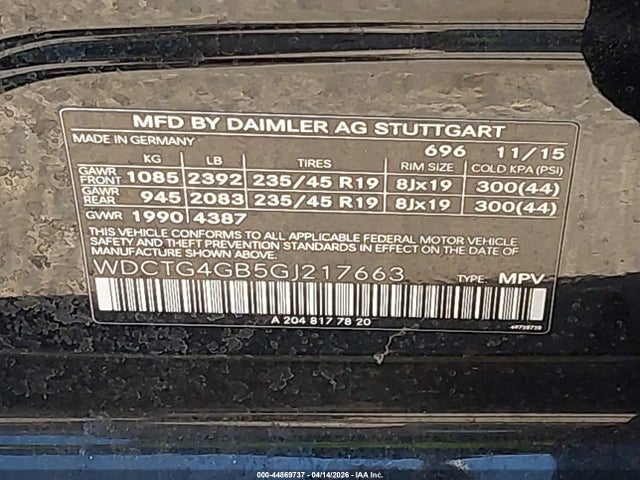 MFD BY DAIMLER AG STUTTGART
MADE IN GERMANY 696 11/15
KG LB TIRES RIM SIZE COLD KPA(PSI)
GAWR FRONT 1085 2392 235/45 R19 8Jx19 300(44)
GAWR REAR 945 2083 235/45 R19 8Jx19 300(44)
GVWR 1990 4387
THIS VEHICLE CONFORMS TO ALL APPLICABLE FEDERAL MOTOR VEHICLE
SAFETY AND THEFT PREVENTION STANDARDS IN EFFECT ON THE DATE OF
MANUFACTURE SHOWN ABOVE.
WDCTG4GB5GJ217663 TYPE: MPV
A 204 817 78 20
000-44869737 - 04/14/2026 - IAA Inc.